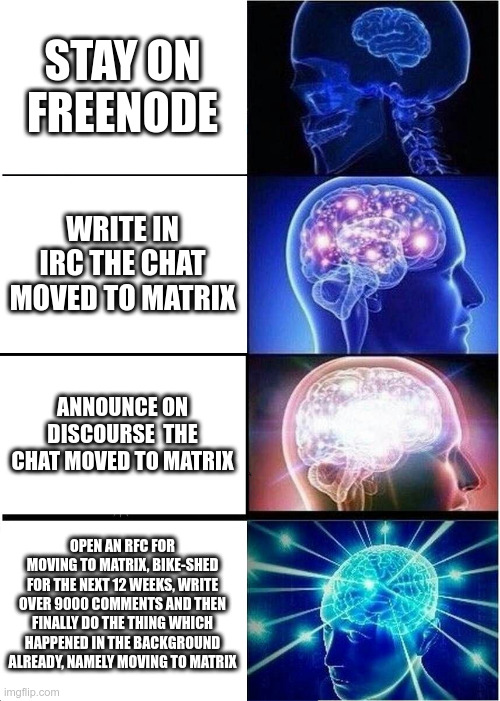 STAY ON
FREENODE
WRITE IN
IRC THE CHAT
MOVED TO MATRIX
ANNOUNCE ON
DISCOURSE THE
CHAT MOVED TO MATRIX
OPEN AN RFC FOR
MOVING TO MATRIX, BIKE-SHED
FOR THE NEXT 12 WEEKS, WRITE
OVER 9000 COMMENTS AND THEN
FINALLY DO THE THING WHICH
HAPPENED IN THE BACKGROUND
ALREADY, NAMELY MOVING TO MATRIX
imgflip.com